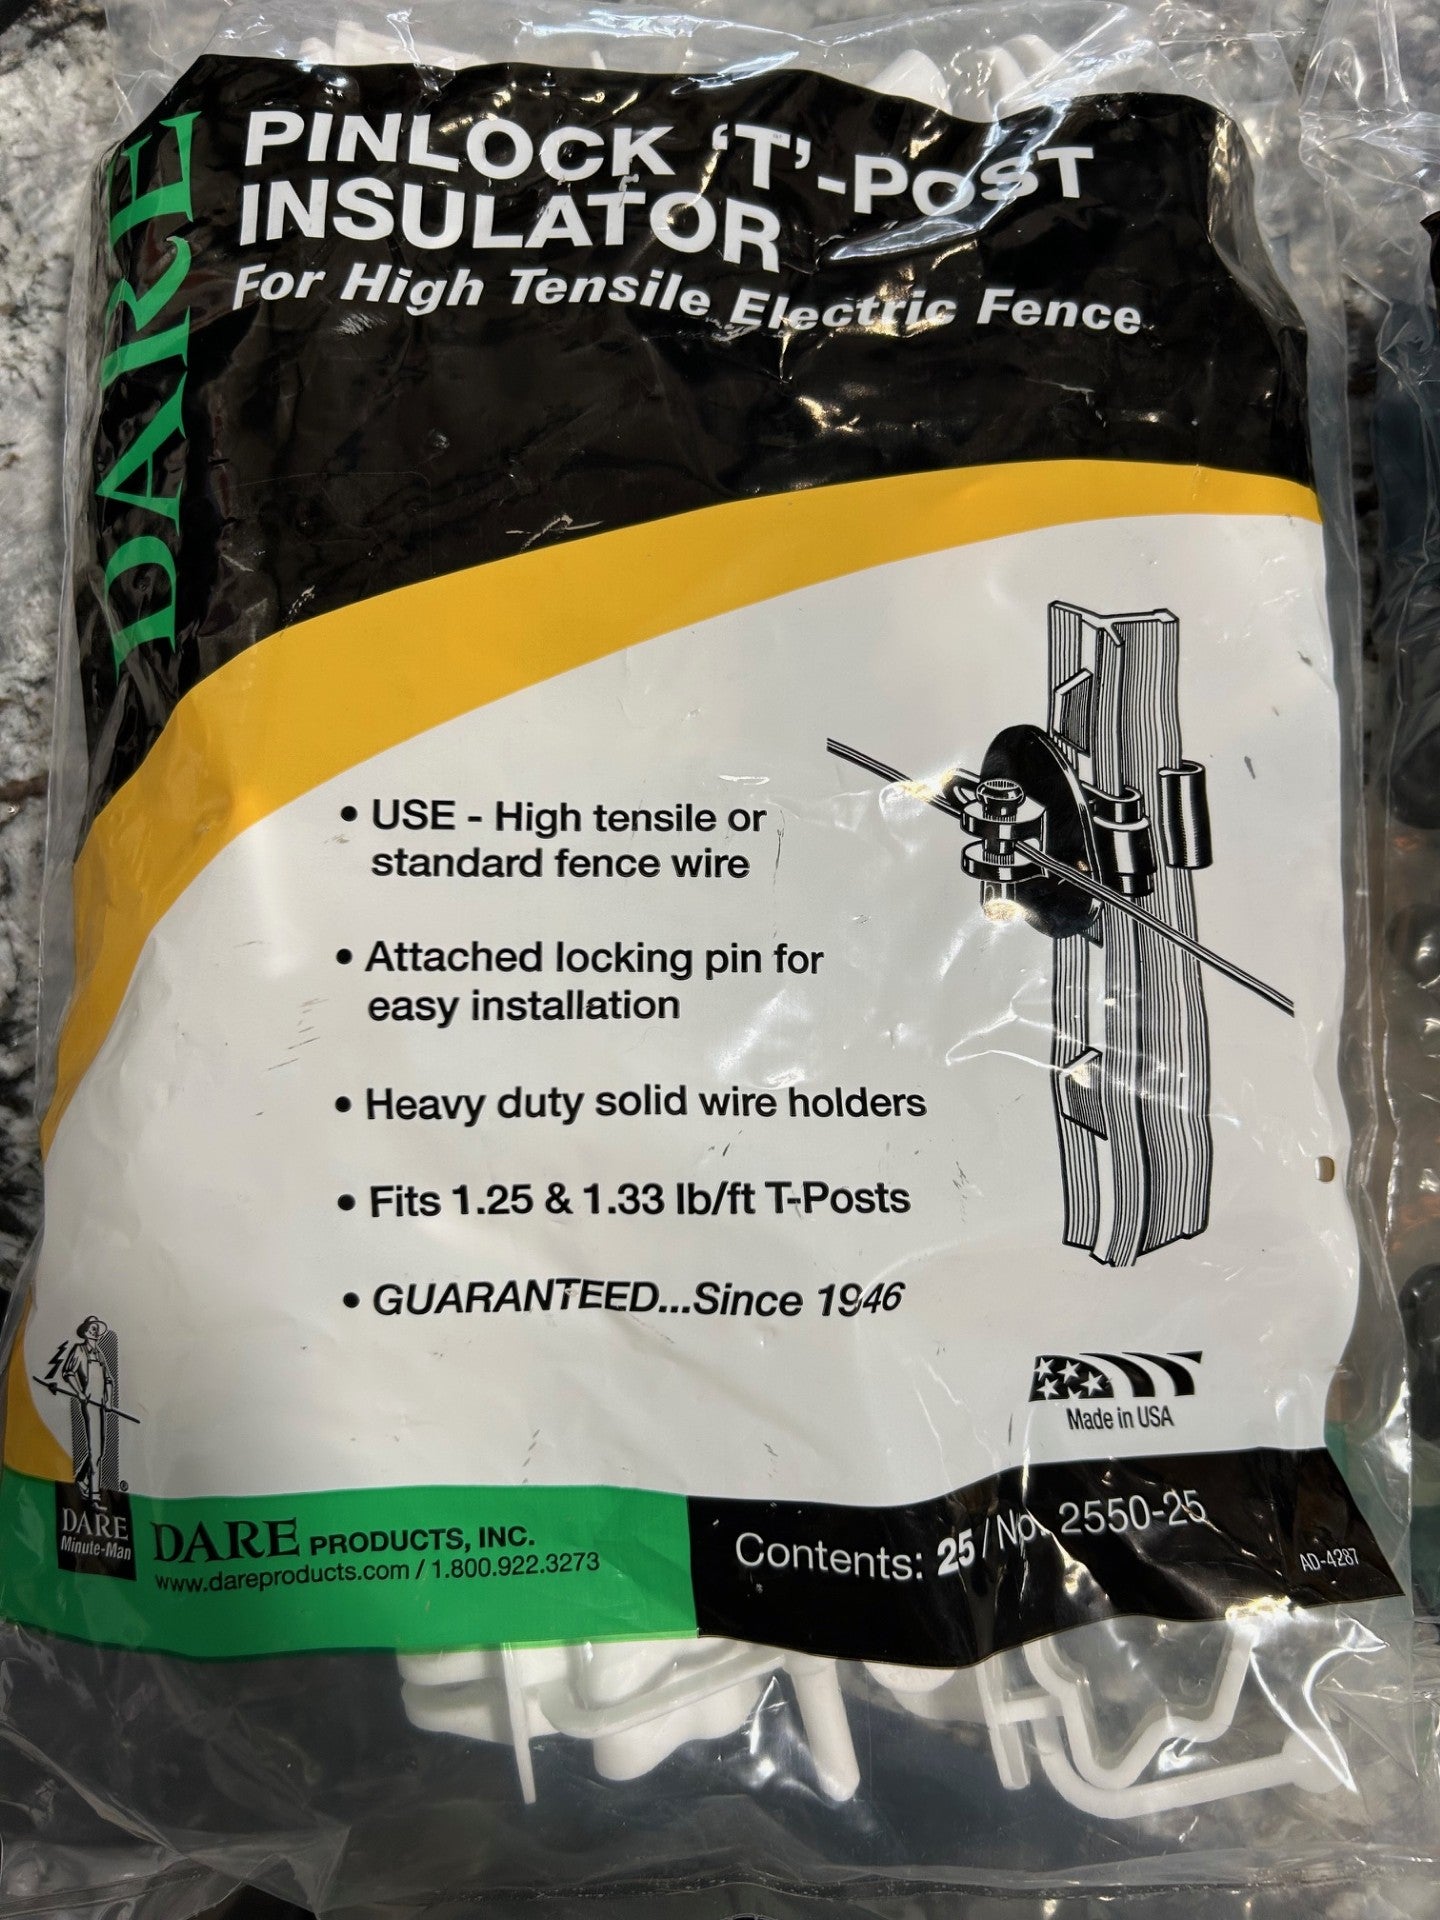 DARE
PINLOCK 'T'-POST
INSULATOR
For High Tensile Electric Fence
• USE - High tensile or
standard fence wire
• Attached locking pin for
easy installation
• Heavy duty solid wire holders
• Fits 1.25 & 1.33 lb/ft T-Posts
• GUARANTEED...Since 1946
Made in USA
®
DARE
Minute-Man
DARE PRODUCTS, INC.
www.dareproducts.com / 1.800.922.3273
Contents: 25 / No. 2550-25
AD-4287